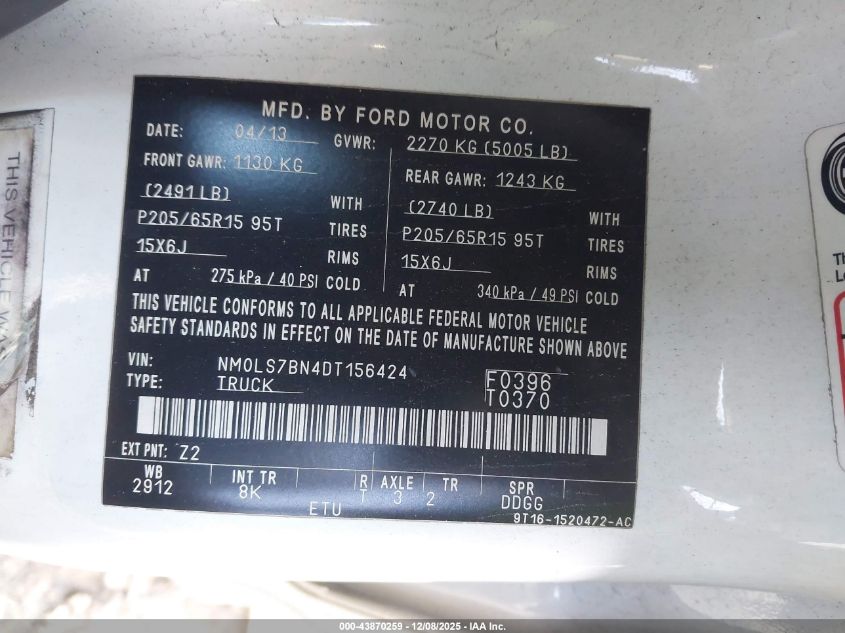 MFD. BY FORD MOTOR CO.
DATE: 04/13 GVWR: 2270 KG (5005 LB)
FRONT GAWR: 1130 KG REAR GAWR: 1243 KG
(2491 LB) WITH (2740 LB) WITH
P205/65R15 95T TIRES P205/65R15 95T TIRES
15X6J RIMS 15X6J RIMS
AT 275 kPa / 40 PSI COLD AT 340 kPa / 49 PSI COLD
THIS VEHICLE CONFORMS TO ALL APPLICABLE FEDERAL MOTOR VEHICLE
SAFETY STANDARDS IN EFFECT ON THE DATE OF MANUFACTURE SHOWN ABOVE
VIN: NM0LS7BN4DT156424 F0396
TYPE: TRUCK T0370
EXT PNT: Z2
WB INT TR R AXLE TR SPR
2912 8K T 3 2 DDGG
ETU 9T16-1520472-AC
THIS VEHICLE WA
TH
Lo
000-43870259 - 12/08/2025 - IAA Inc.